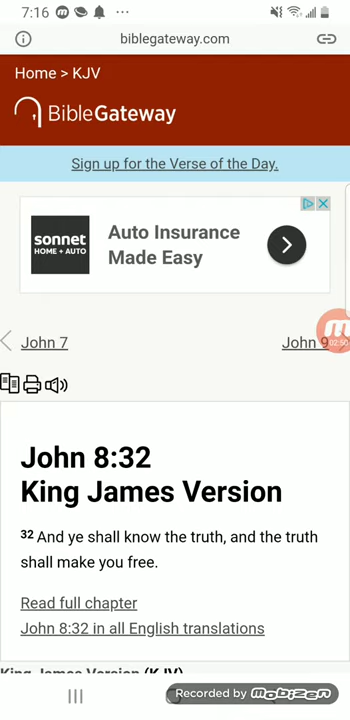 7:16
biblegateway.com
Home > KJV
BibleGateway
Sign up for the Verse of the Day.
sonnet
HOME + AUTO
Auto Insurance
Made Easy
John 7
John 9
02:50
John 8:32
King James Version
32 And ye shall know the truth, and the truth
shall make you free.
Read full chapter
John 8:32 in all English translations
King James Version (KJV)
Recorded by Mobizen